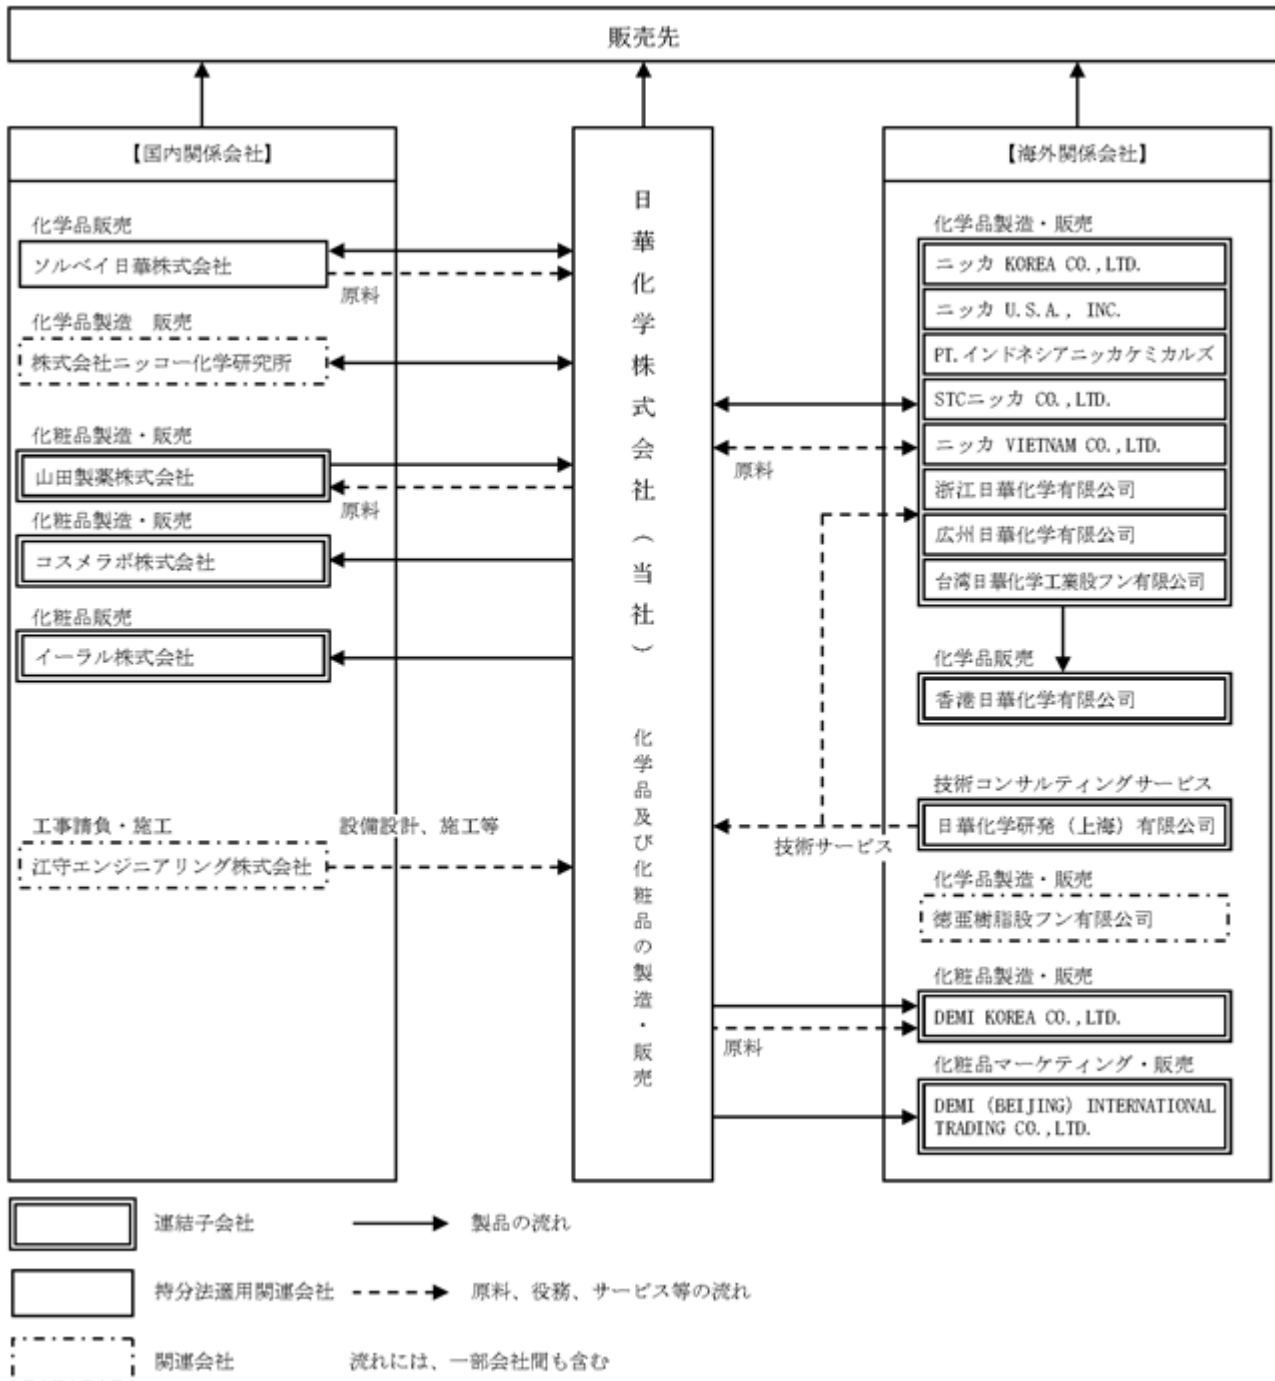 販売先
【国内関係会社】
化学品販売
ソルベイ日華株式会社
原料
化学品製造　販売
株式会社ニッコー化学研究所
化粧品製造・販売
山田製薬株式会社
原料
化粧品製造・販売
コスメラボ株式会社
化粧品販売
イーラル株式会社
工事請負・施工
設備設計、施工等
江守エンジニアリング株式会社
日華化学株式会社（当社）
化学品及び化粧品の製造・販売
【海外関係会社】
化学品製造・販売
ニッカ KOREA CO.,LTD.
ニッカ U.S.A., INC.
PT.インドネシアニッカケミカルズ
STCニッカ CO.,LTD.
ニッカ VIETNAM CO.,LTD.
原料
浙江日華化学有限公司
広州日華化学有限公司
台湾日華化学工業股フン有限公司
化学品販売
香港日華化学有限公司
技術コンサルティングサービス
日華化学研発（上海）有限公司
技術サービス
化学品製造・販売
徳亜樹脂股フン有限公司
化粧品製造・販売
DEMI KOREA CO.,LTD.
原料
化粧品マーケティング・販売
DEMI (BEIJING) INTERNATIONAL
TRADING CO.,LTD.
連結子会社
製品の流れ
持分法適用関連会社
原料、役務、サービス等の流れ
関連会社
流れには、一部会社間も含む